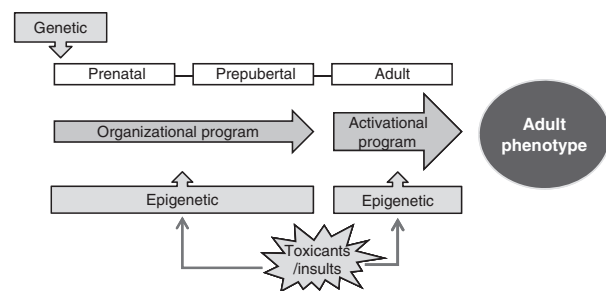 Genetic
Prenatal
Prepubertal
Adult
Organizational program
Activational
program
Adult
phenotype
Epigenetic
Epigenetic
Toxicants
/insults